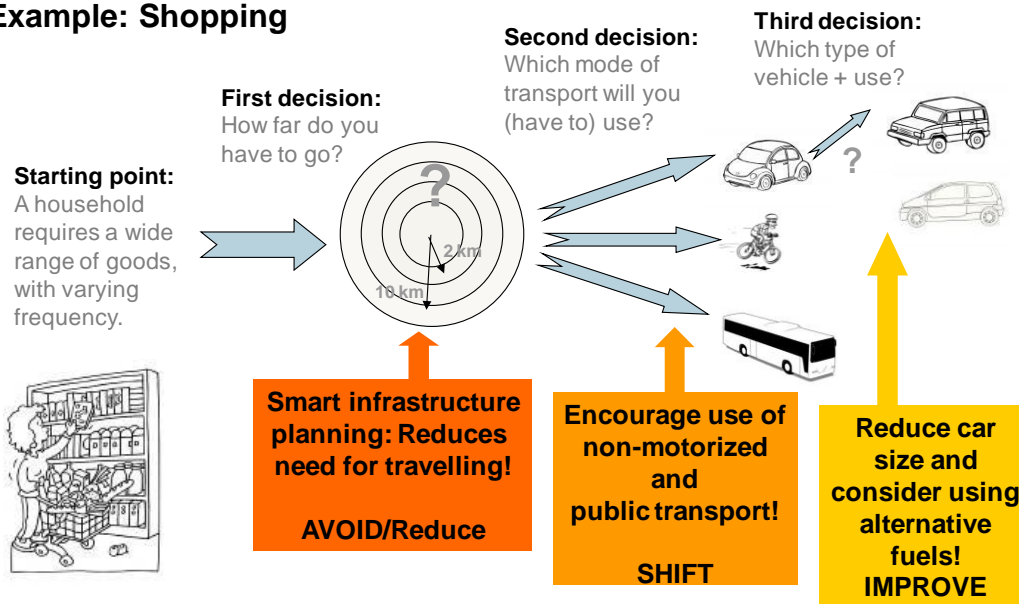 Example: Shopping
Starting point:
A household
requires a wide
range of goods,
with varying
frequency.
First decision:
How far do you
have to go?
?
2 km
10 km
Second decision:
Which mode of
transport will you
(have to) use?
Third decision:
Which type of
vehicle + use?
?
Smart infrastructure
planning: Reduces
need for travelling!
AVOID/Reduce
Encourage use of
non-motorized
and
public transport!
SHIFT
Reduce car
size and
consider using
alternative
fuels!
IMPROVE